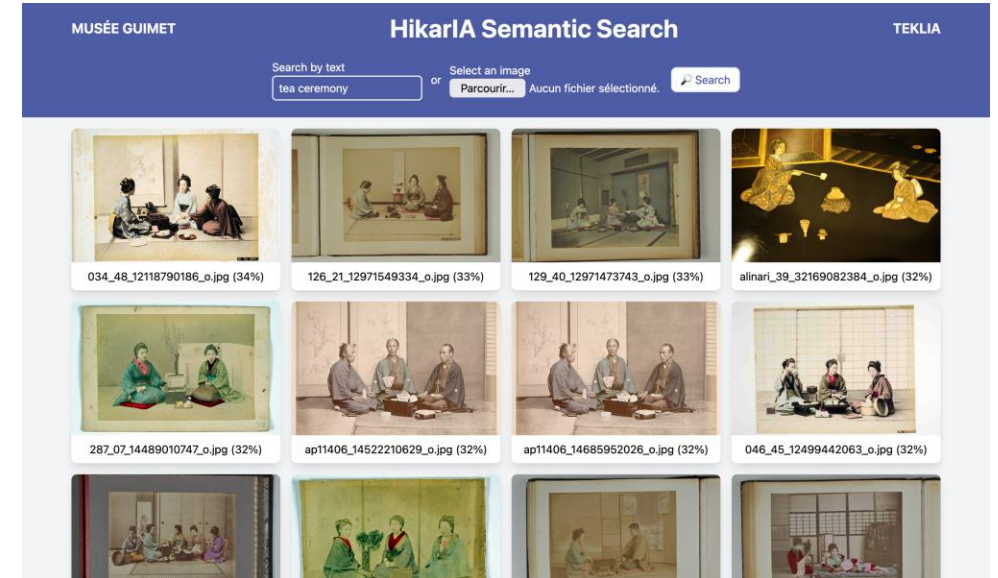 MUSÉE GUIMET
HikarIA Semantic Search
TEKLIA
Search by text
tea ceremony
or
Select an image
Parcourir... Aucun fichier sélectionné.
Search
034_48_12118790186_o.jpg (34%)
126_21_12971549334_o.jpg (33%)
129_40_12971473743_o.jpg (33%)
alinari_39_32169082384_o.jpg (32%)
287_07_14489010747_o.jpg (32%)
ap11406_14522210629_o.jpg (32%)
ap11406_14685952026_o.jpg (32%)
046_45_12499442063_o.jpg (32%)